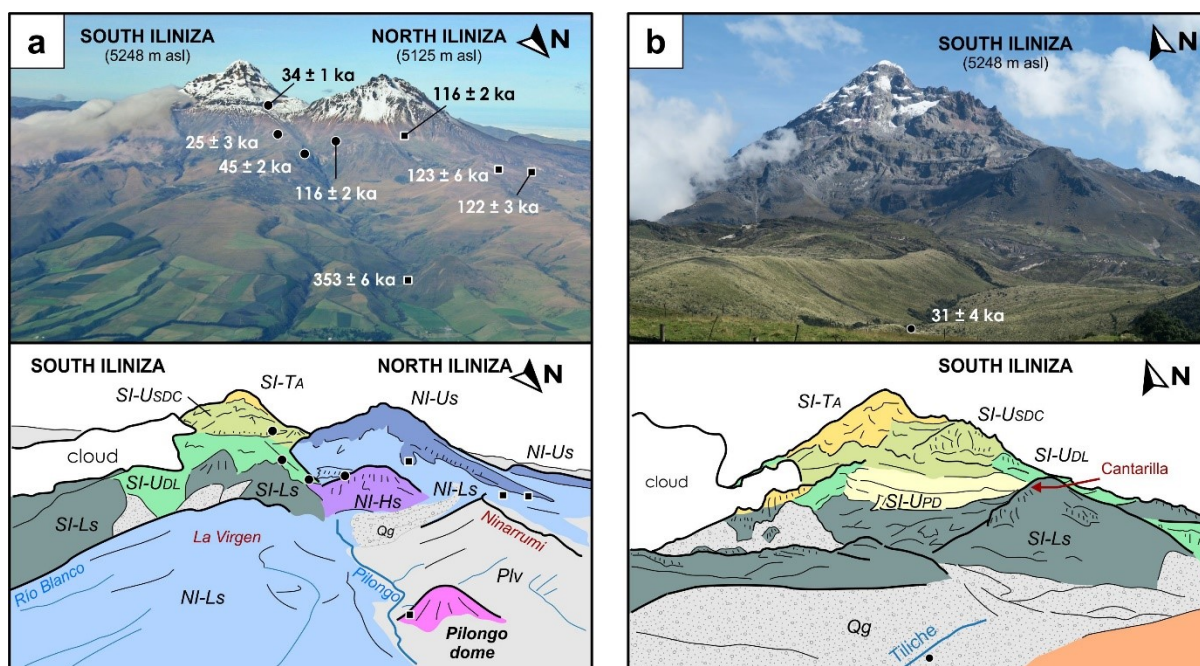 a
SOUTH ILINIZA
(5248 m asl)
NORTH ILINIZA
(5125 m asl)
N
34 ± 1 ka
116 ± 2 ka
25 ± 3 ka
45 ± 2 ka
116 ± 2 ka
123 ± 6 ka
122 ± 3 ka
353 ± 6 ka
SOUTH ILINIZA
NORTH ILINIZA
N
SI-TA
SI-USDC
NI-Us
NI-Us
cloud
SI-UDL
SI-Ls
SI-Ls
NI-Hs
NI-Ls
Qg
La Virgen
Ninarrumi
Río Blanco
Pilongo
Plv
NI-Ls
Pilongo
dome
b
SOUTH ILINIZA
(5248 m asl)
N
31 ± 4 ka
SOUTH ILINIZA
N
SI-TA
SI-USDC
SI-UDL
cloud
Cantarilla
SI-UPD
SI-Ls
Qg
Tiliche